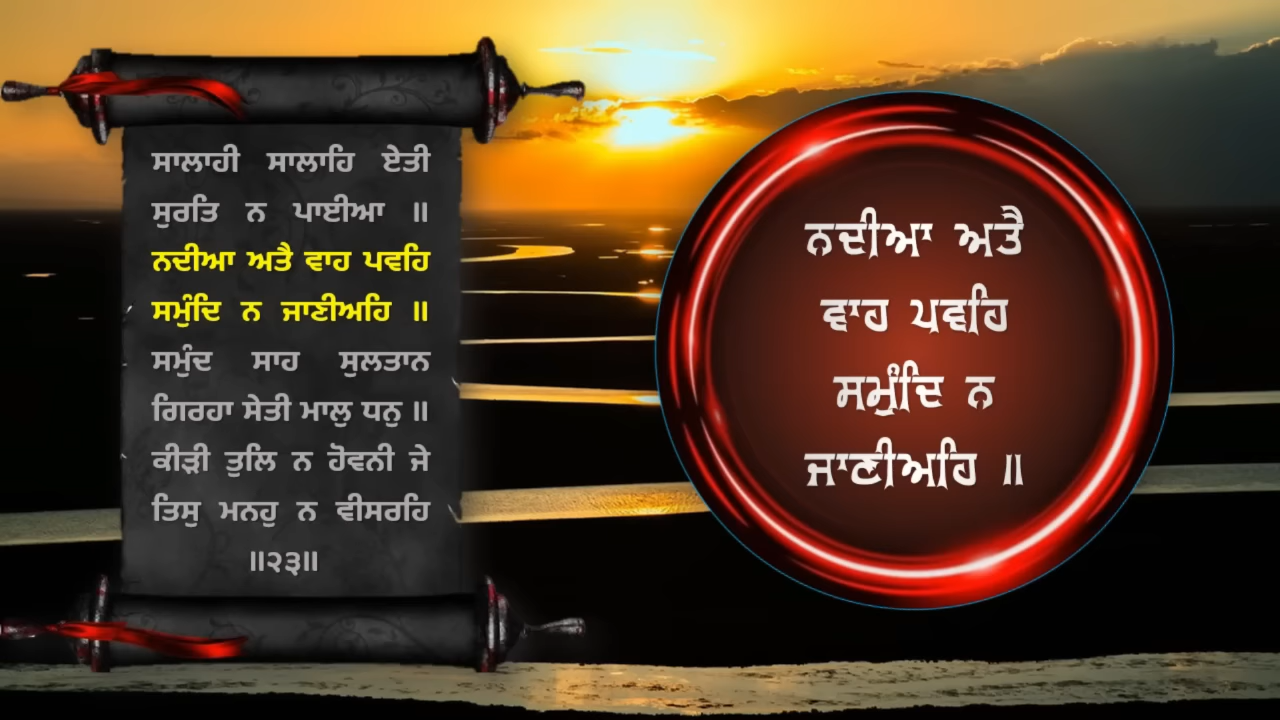 ਸਾਲਾਹੀ ਸਾਲਾਹਿ ਏਤੀ
ਸੁਰਤਿ ਨ ਪਾਈਆ ॥
ਨਦੀਆ ਅਤੈ ਵਾਹ ਪਵਹਿ
ਸਮੁੰਦਿ ਨ ਜਾਣੀਅਹਿ ॥
ਸਮੁੰਦ ਸਾਹ ਸੁਲਤਾਨ
ਗਿਰਹਾ ਸੇਤੀ ਮਾਲੁ ਧਨੁ ॥
ਕੀੜੀ ਤੁਲਿ ਨ ਹੋਵਨੀ ਜੇ
ਤਿਸੁ ਮਨਹੁ ਨ ਵੀਸਰਹਿ
॥੨੩॥
ਨਦੀਆ ਅਤੈ
ਵਾਹ ਪਵਹਿ
ਸਮੁੰਦਿ ਨ
ਜਾਣੀਅਹਿ ॥